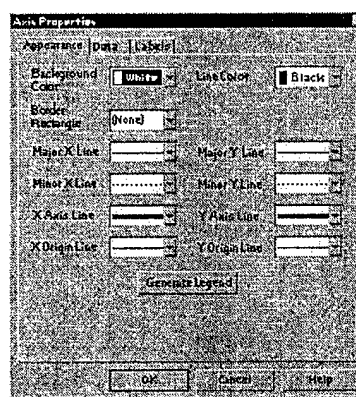 Axis Properties
Appearance Data Labels
Background Color White Line Color Black
Border Rectangle (None)
Major X Line Major Y Line
Minor X Line Minor Y Line
X Axis Line Y Axis Line
X Origin Line Y Origin Line
Generate Legend
OK Cancel Help